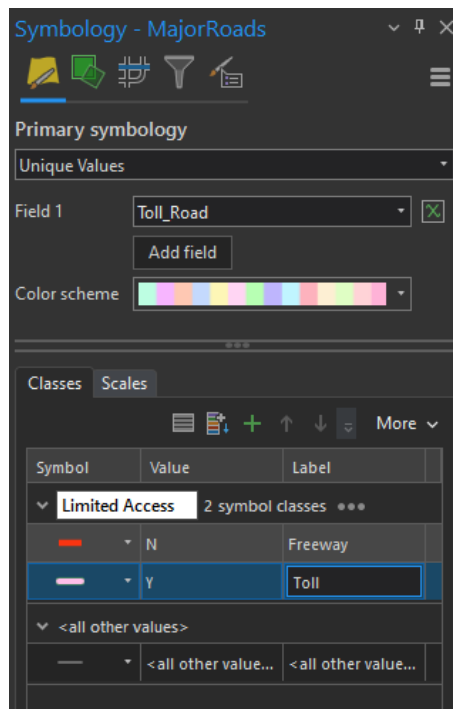 Symbology - MajorRoads
Primary symbology
Unique Values
Field 1 Toll_Road
Add field
Color scheme
Classes Scales
More
Symbol Value Label
Limited Access 2 symbol classes
N Freeway
Y Toll
<all other values>
<all other value... <all other value...